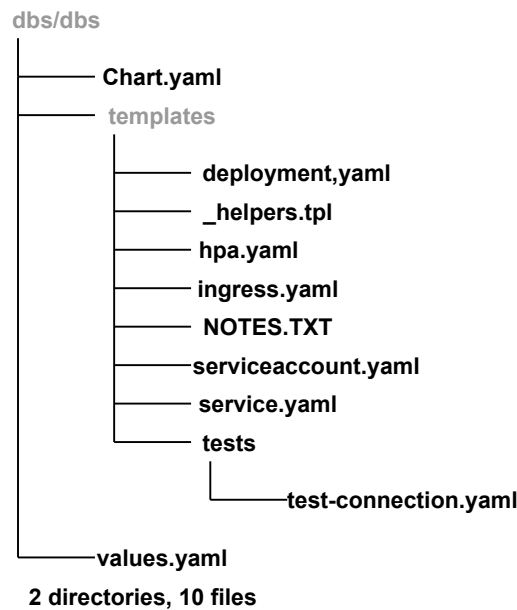 dbs/dbs
Chart.yaml
templates
deployment,yaml
_helpers.tpl
hpa.yaml
ingress.yaml
NOTES.TXT
serviceaccount.yaml
service.yaml
tests
test-connection.yaml
values.yaml
2 directories, 10 files